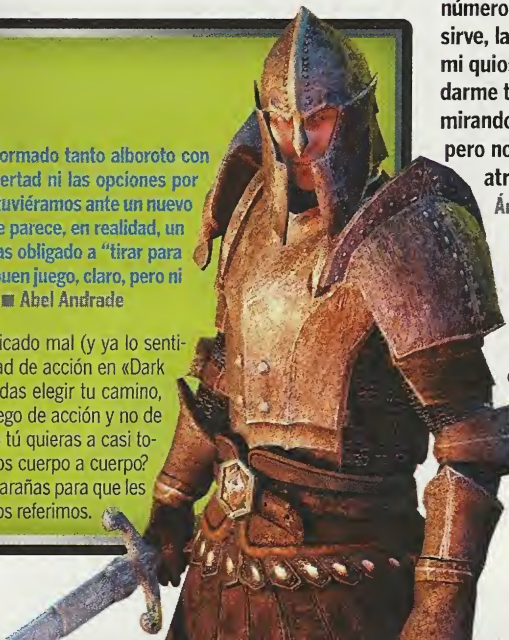 ormado tanto alboroto con
ertad ni las opciones por
tuviéramos ante un nuevo
e parece, en realidad, un
as obligado a "tirar para
uen juego, claro, pero ni
■ Abel Andrade
icado mal (y ya lo senti-
ad de acción en «Dark
das elegir tu camino,
ego de acción y no de
tú quieras a casi to-
os cuerpo a cuerpo?
arañas para que les
os referimos.
número
sirve, la
mi quios
darme t
mirando
pero no
atr